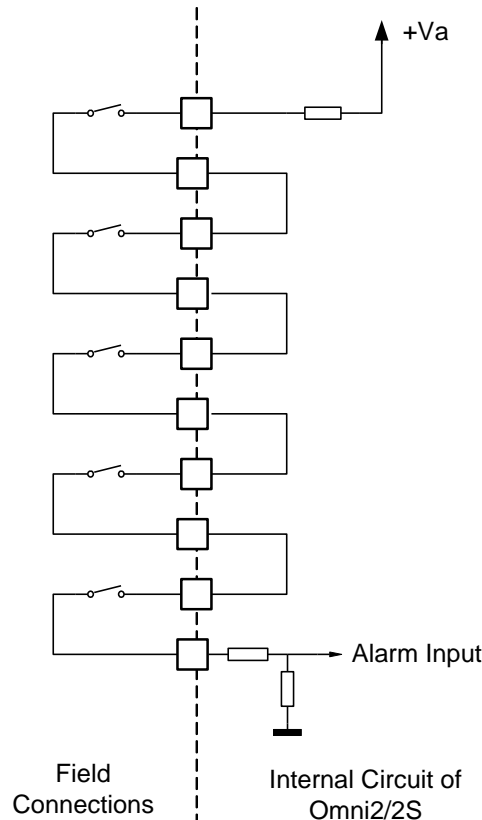 +Va
Alarm Input
Field
Connections
Internal Circuit of
Omni2/2S